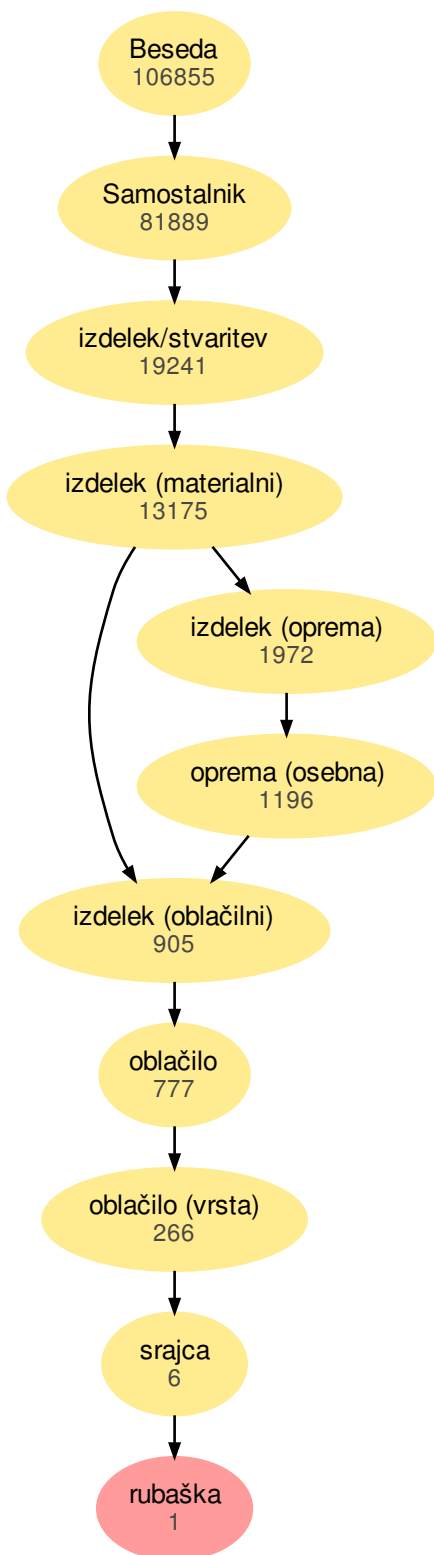 Beseda
106855
Samostalnik
81889
izdelek/stvaritev
19241
izdelek (materialni)
13175
izdelek (oprema)
1972
oprema (osebna)
1196
izdelek (oblačilni)
905
oblačilo
777
oblačilo (vrsta)
266
srajca
6
rubaška
1